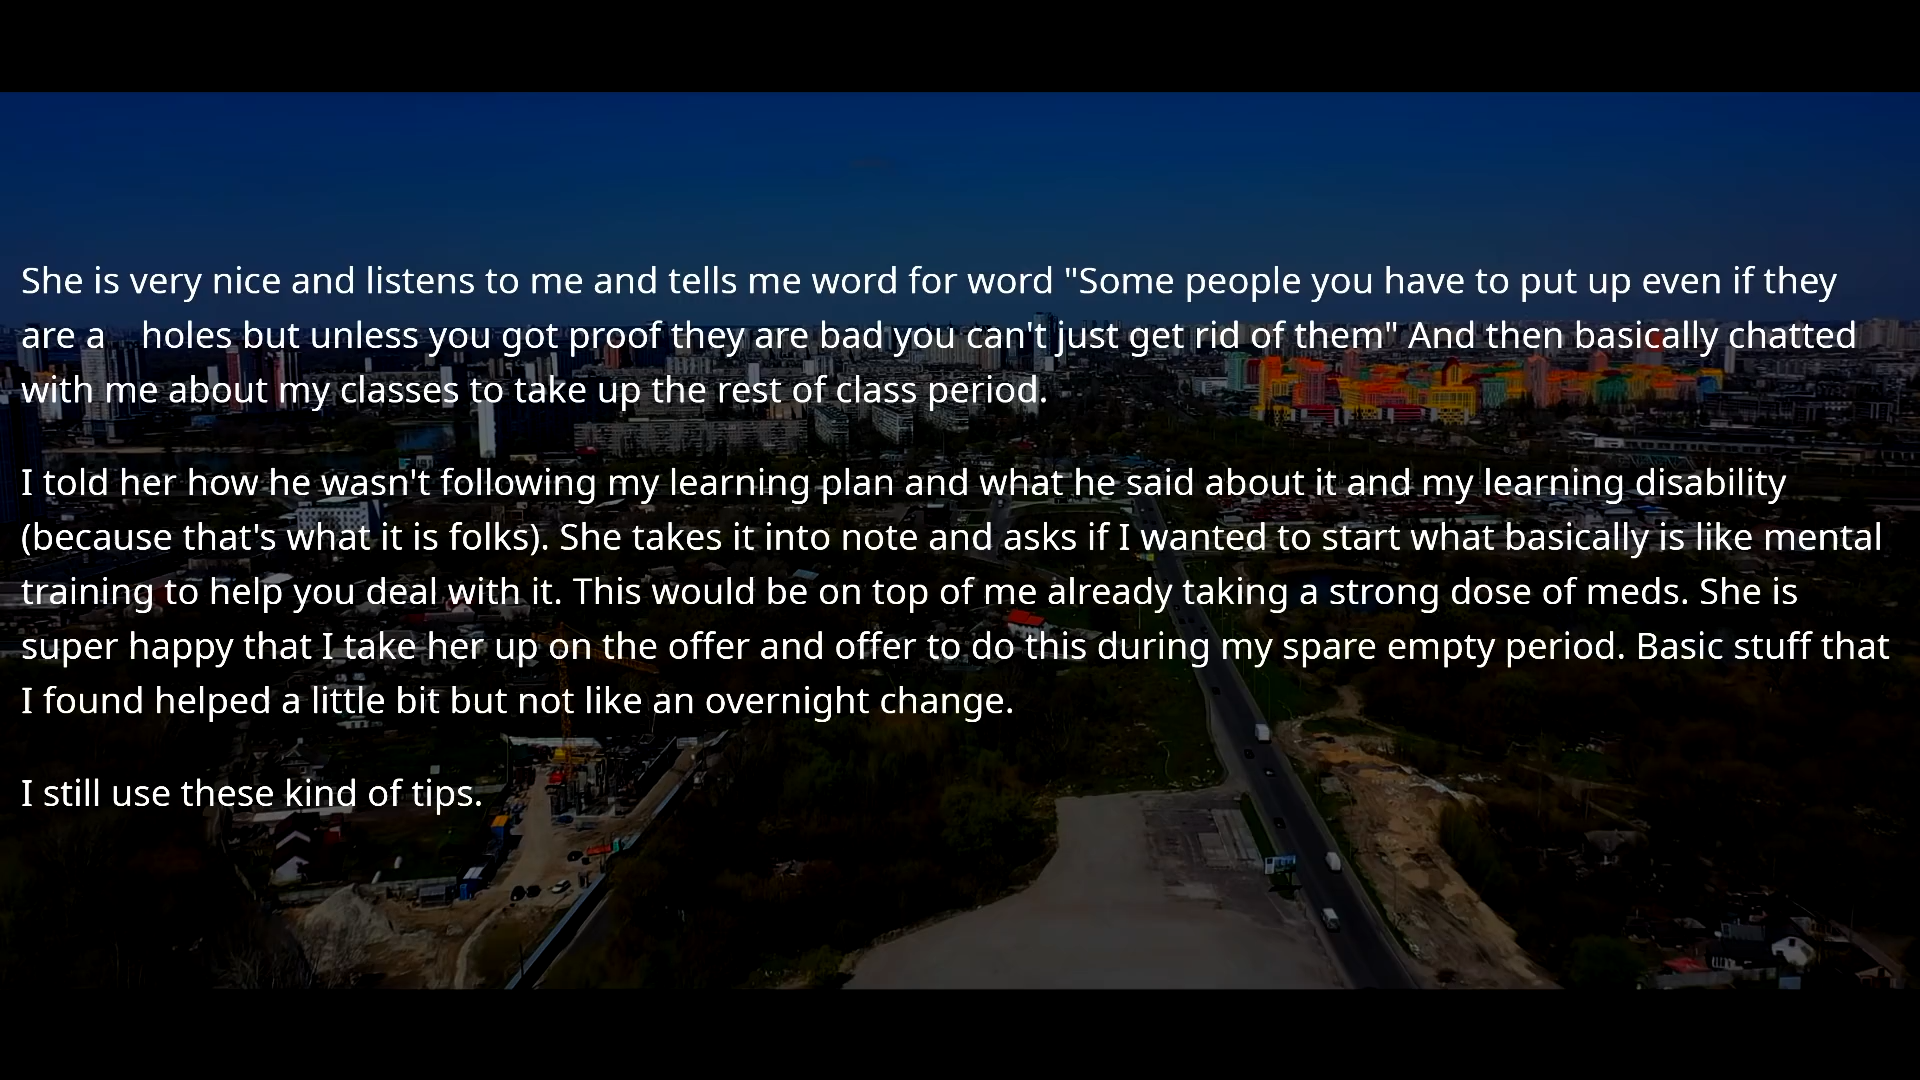 She is very nice and listens to me and tells me word for word "Some people you have to put up even if they
are a    holes but unless you got proof they are bad you can't just get rid of them" And then basically chatted
with me about my classes to take up the rest of class period.
I told her how he wasn't following my learning plan and what he said about it and my learning disability
(because that's what it is folks). She takes it into note and asks if I wanted to start what basically is like mental
training to help you deal with it. This would be on top of me already taking a strong dose of meds. She is
super happy that I take her up on the offer and offer to do this during my spare empty period. Basic stuff that
I found helped a little bit but not like an overnight change.
I still use these kind of tips.